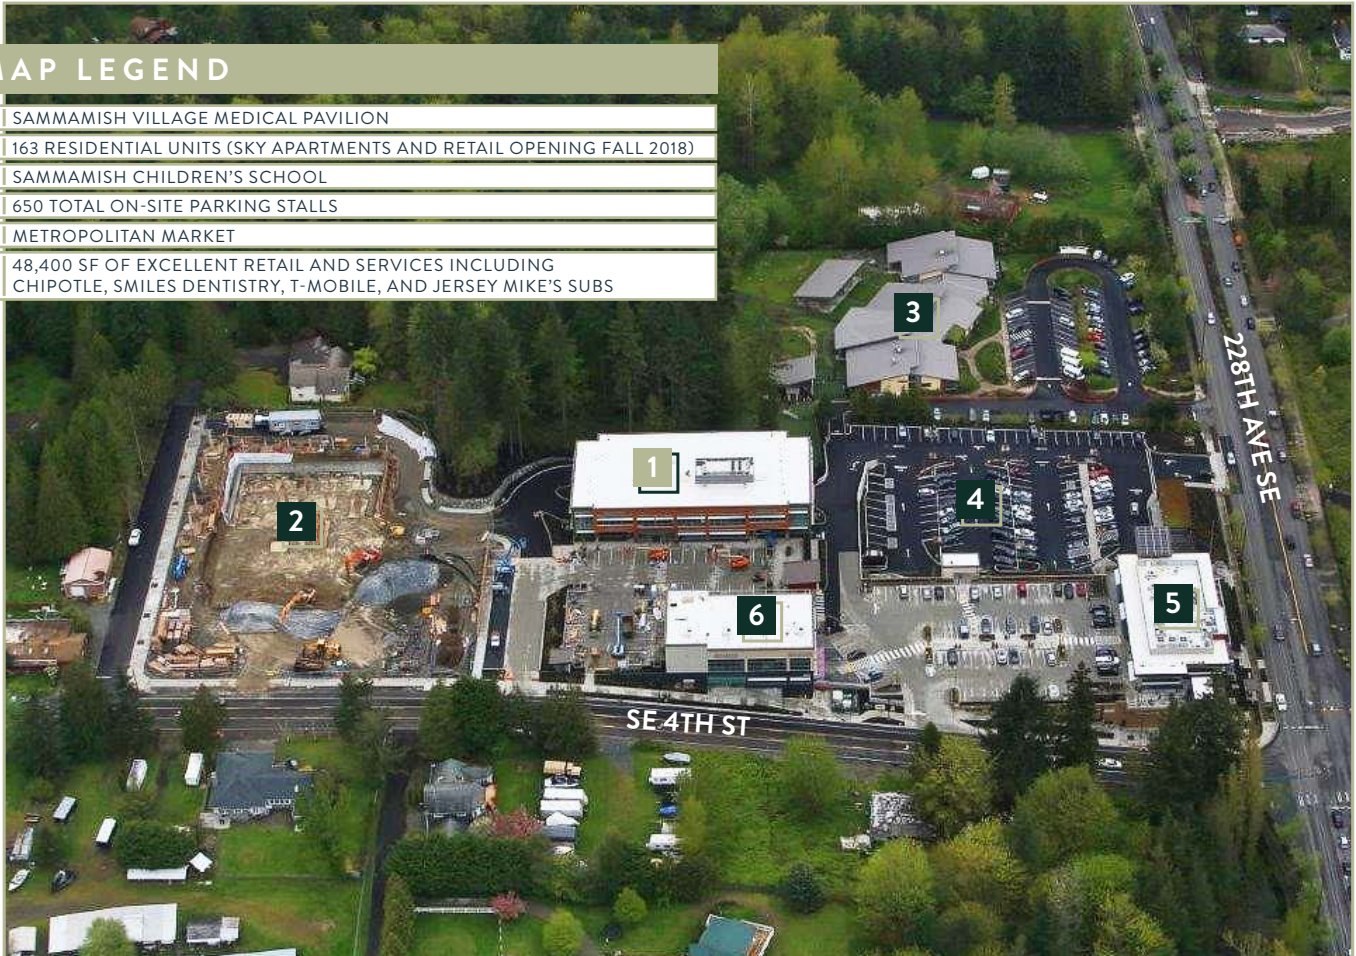 MAP LEGEND
SAMMAMISH VILLAGE MEDICAL PAVILION
163 RESIDENTIAL UNITS (SKY APARTMENTS AND RETAIL OPENING FALL 2018)
SAMMAMISH CHILDREN'S SCHOOL
650 TOTAL ON-SITE PARKING STALLS
METROPOLITAN MARKET
48,400 SF OF EXCELLENT RETAIL AND SERVICES INCLUDING
CHIPOTLE, SMILES DENTISTRY, T-MOBILE, AND JERSEY MIKE'S SUBS
3
228TH AVE SE
1
4
2
5
6
SE 4TH ST